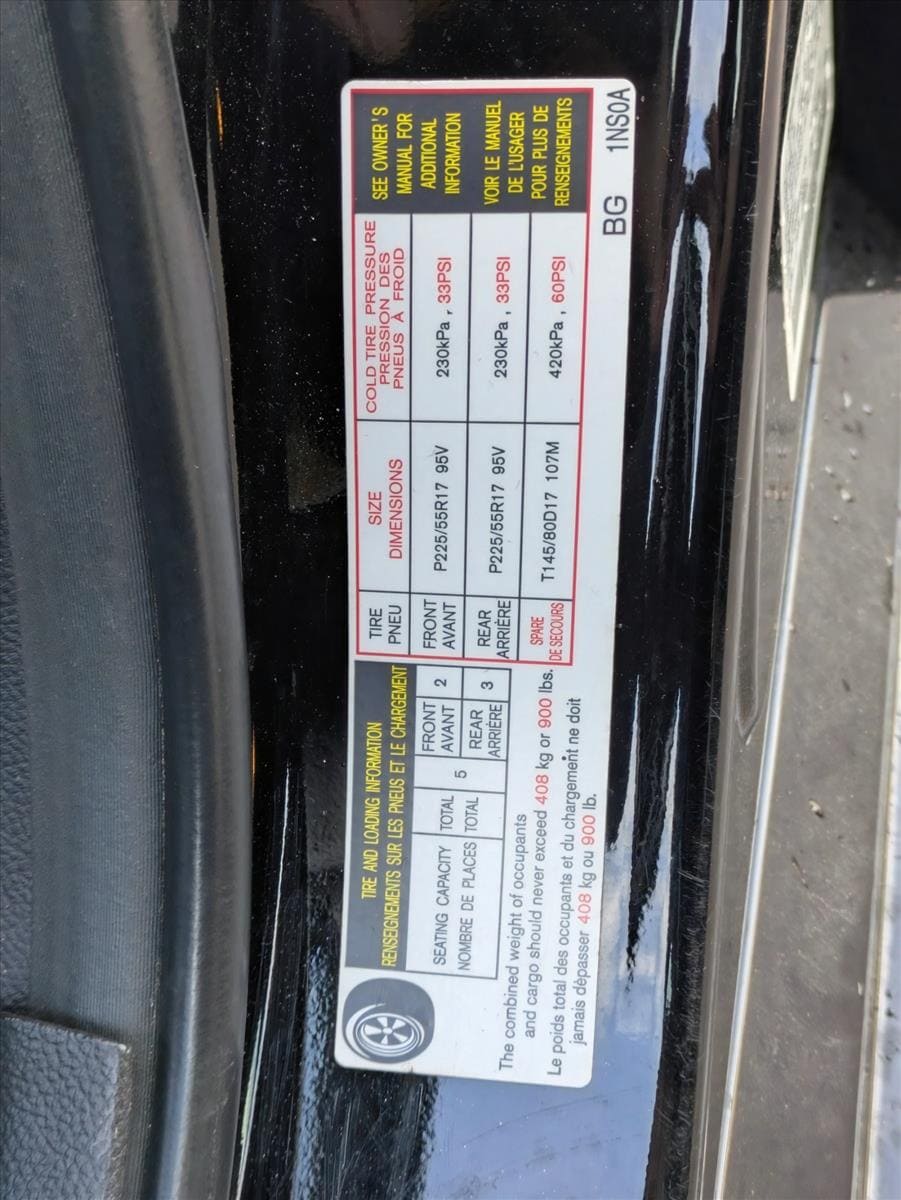 TIRE AND LOADING INFORMATION
RENSEIGNEMENTS SUR LES PNEUS ET LE CHARGEMENT
SEATING CAPACITY
NOMBRE DE PLACES
TOTAL
TOTAL
5
FRONT
AVANT
2
REAR
ARRIÈRE
3
The combined weight of occupants
and cargo should never exceed 408 kg or 900 lbs.
Le poids total des occupants et du chargement ne doit
jamais dépasser 408 kg ou 900 lb.
TIRE
PNEU
SIZE
DIMENSIONS
COLD TIRE PRESSURE
PRESSION DES
PNEUS À FROID
FRONT
AVANT
P225/55R17 95V
230kPa , 33PSI
REAR
ARRIÈRE
P225/55R17 95V
230kPa , 33PSI
SPARE
DE SECOURS
T145/80D17 107M
420kPa , 60PSI
SEE OWNER'S
MANUAL FOR
ADDITIONAL
INFORMATION
VOIR LE MANUEL
DE L'USAGER
POUR PLUS DE
RENSEIGNEMENTS
BG 1NS0A